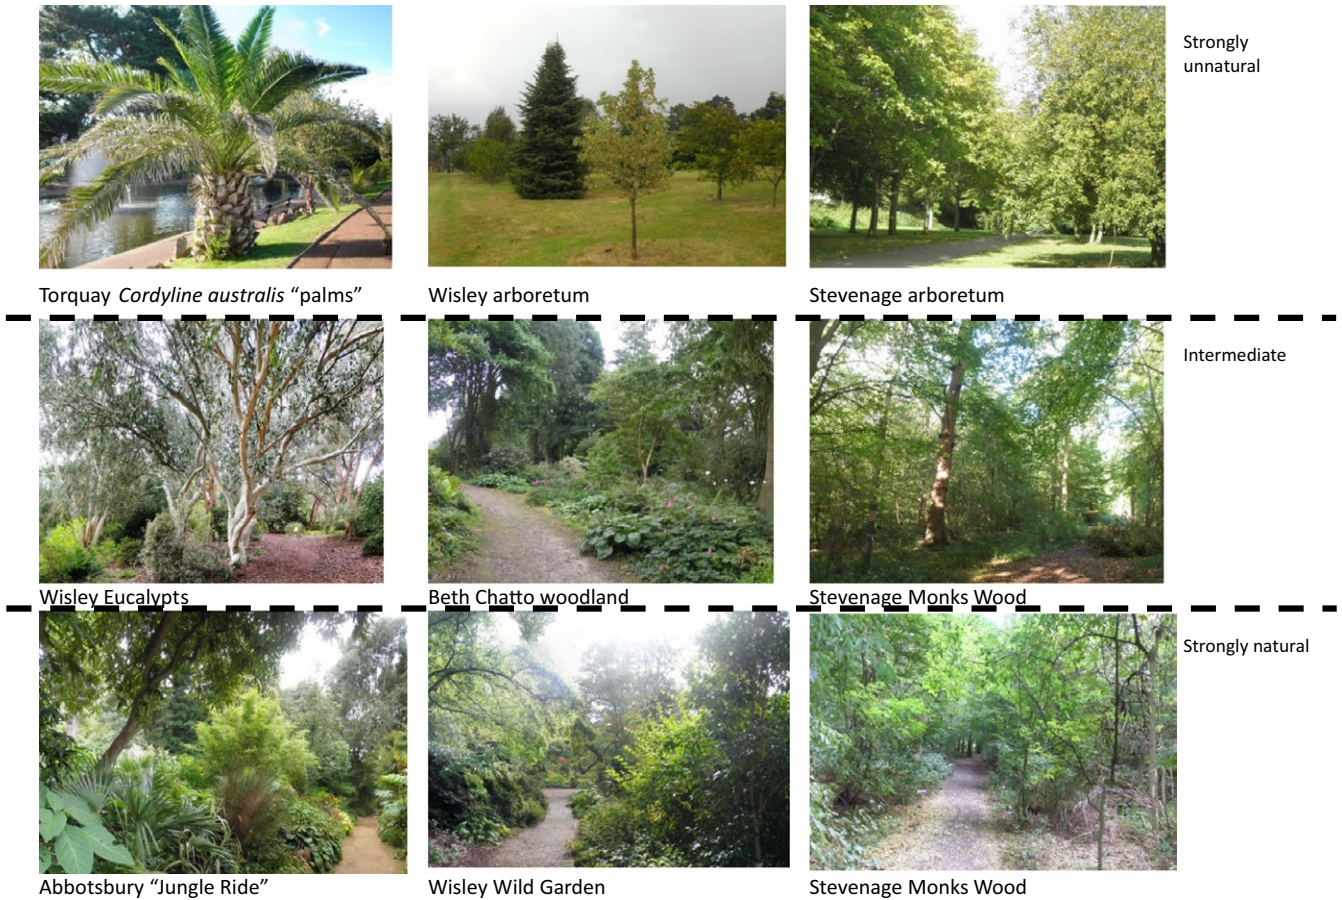 Strongly
unnatural
Torquay Cordyline australis “palms”
Wisley arboretum
Stevenage arboretum
Intermediate
Wisley Eucalypts
Beth Chatto woodland
Stevenage Monks Wood
Strongly natural
Abbotsbury “Jungle Ride”
Wisley Wild Garden
Stevenage Monks Wood